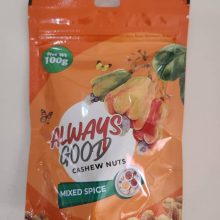 Net Wt
100g
ALWAYS
GOOD
CASHEW NUTS
MIXED SPICE